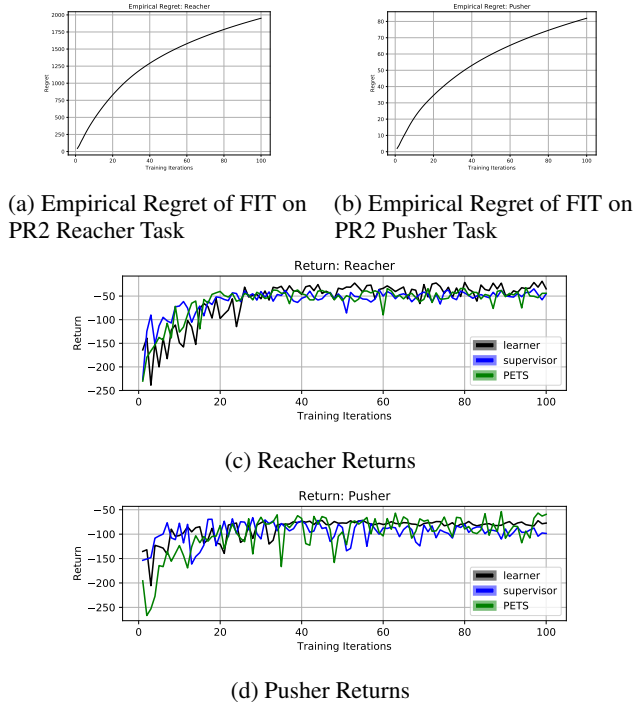 Empirical Regret: Reacher
2000
1750
1500
1250
1000
750
500
250
0
Regret
0 20 40 60 80 100
Training Iterations
Empirical Regret: Pusher
80
70
60
50
40
30
20
10
0
Regret
0 20 40 60 80 100
Training Iterations
(a) Empirical Regret of FIT on
PR2 Reacher Task
(b) Empirical Regret of FIT on
PR2 Pusher Task
Return: Reacher
−50
−100
−150
−200
−250
Return
learner
supervisor
PETS
0 20 40 60 80 100
Training Iterations
(c) Reacher Returns
Return: Pusher
−50
−100
−150
−200
−250
Return
learner
supervisor
PETS
0 20 40 60 80 100
Training Iterations
(d) Pusher Returns